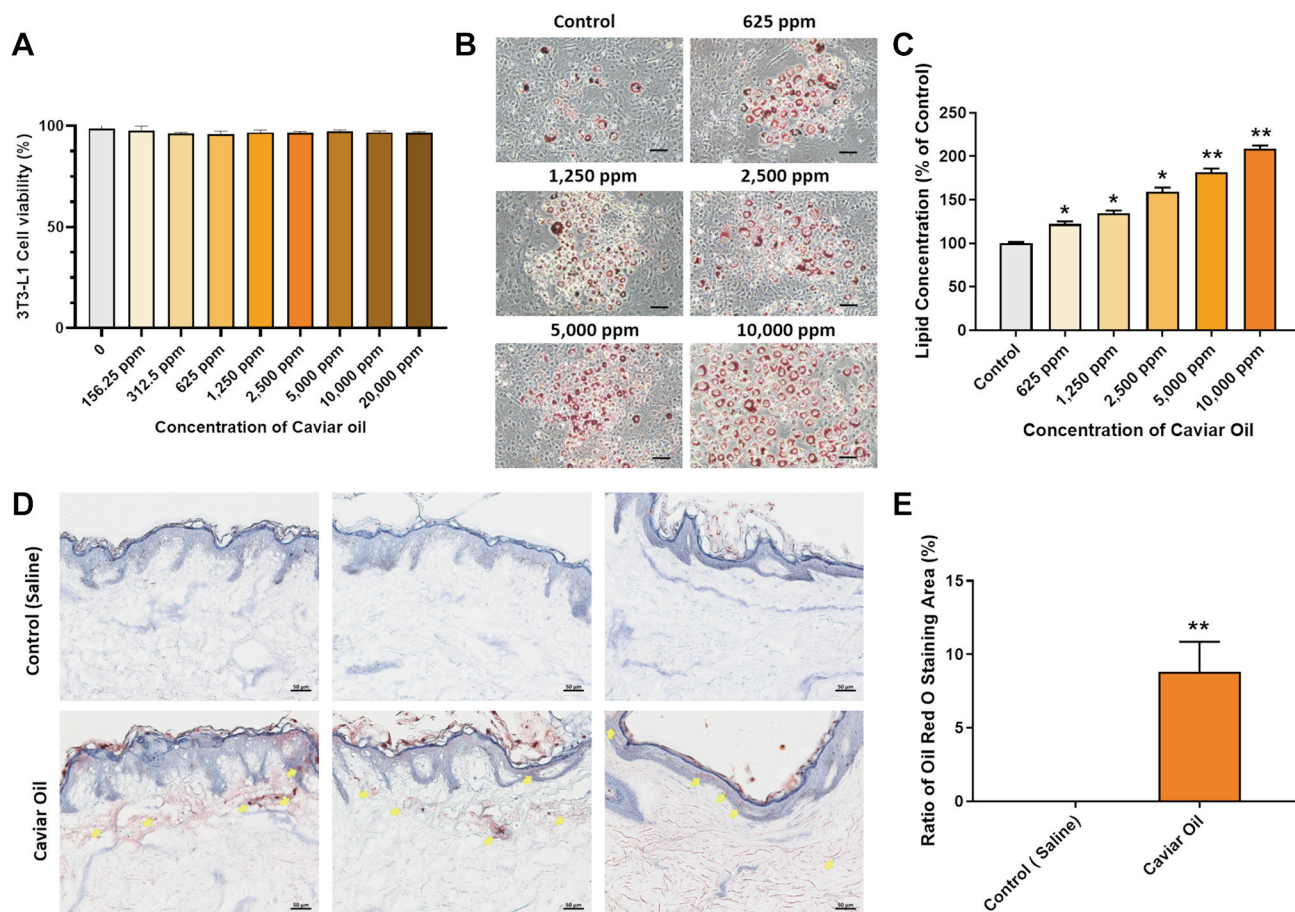 A
3T3-L1 Cell viability (%)
100
50
0
0
156.25 ppm
312.5 ppm
625 ppm
1,250 ppm
2,500 ppm
5,000 ppm
10,000 ppm
20,000 ppm
Concentration of Caviar oil
B
Control
625 ppm
1,250 ppm
2,500 ppm
5,000 ppm
10,000 ppm
C
Lipid Concentration (% of Control)
250
200
150
100
50
0
*
*
*
**
**
Control
625 ppm
1,250 ppm
2,500 ppm
5,000 ppm
10,000 ppm
Concentration of Caviar Oil
D
Control (Saline)
50 µm
50 µm
50 µm
Caviar Oil
50 µm
50 µm
50 µm
E
Ratio of Oil Red O Staining Area (%)
15
10
5
0
**
Control ( Saline)
Caviar Oil